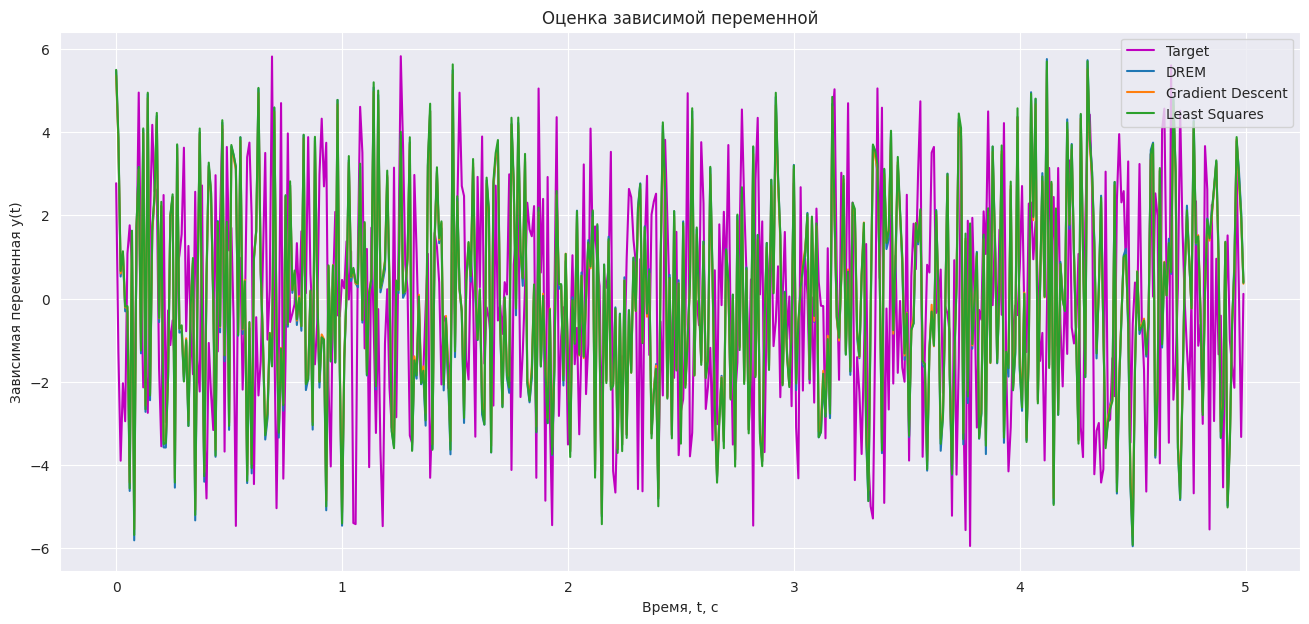 Оценка зависимой переменной
Target
DREM
Gradient Descent
Least Squares
Зависимая переменная y(t)
6
4
2
0
−2
−4
−6
0
1
2
3
4
5
Время, t, с